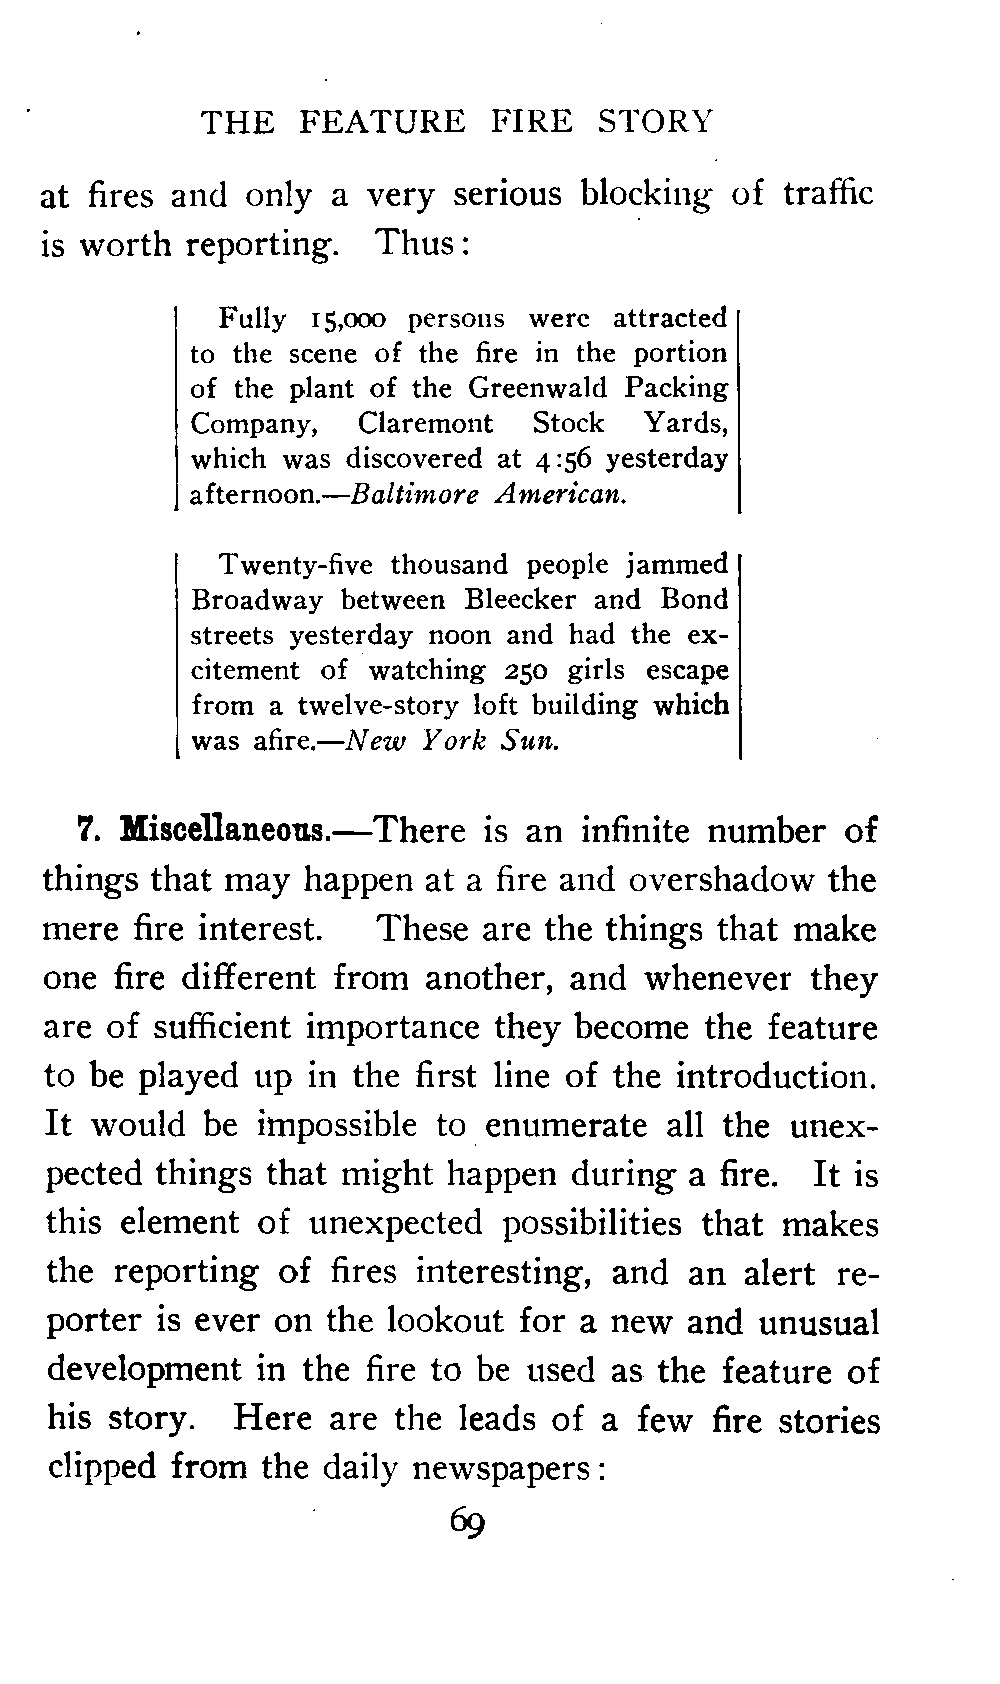 THE FEATURE FIRE STORY
at fires and only a very serious blocking of traffic
is worth reporting. Thus:
Fully 15,000 persons were attracted
to the scene of the fire in the portion
of the plant of the Greenwald Packing
Company, Claremont Stock Yards,
which was discovered at 4:56 yesterday
afternoon.—Baltimore American.
Twenty-five thousand people jammed
Broadway between Bleecker and Bond
streets yesterday noon and had the ex-
citement of watching 250 girls escape
from a twelve-story loft building which
was afire.—New York Sun.
7. Miscellaneous.—There is an infinite number of
things that may happen at a fire and overshadow the
mere fire interest. These are the things that make
one fire different from another, and whenever they
are of sufficient importance they become the feature
to be played up in the first line of the introduction.
It would be impossible to enumerate all the unex-
pected things that might happen during a fire. It is
this element of unexpected possibilities that makes
the reporting of fires interesting, and an alert re-
porter is ever on the lookout for a new and unusual
development in the fire to be used as the feature of
his story. Here are the leads of a few fire stories
clipped from the daily newspapers:
69